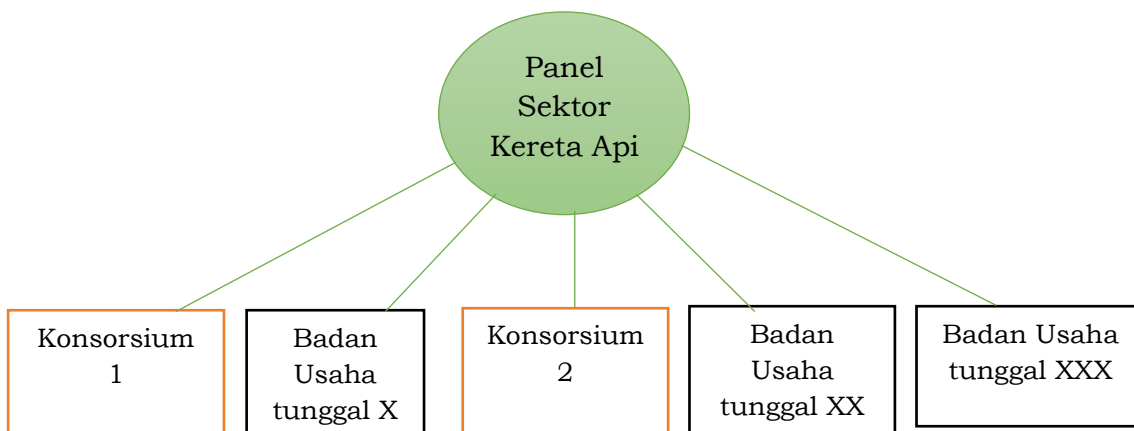 Panel
Sektor
Kereta Api
Konsorsium
1
Badan
Usaha
tunggal X
Konsorsium
2
Badan
Usaha
tunggal XX
Badan Usaha
tunggal XXX